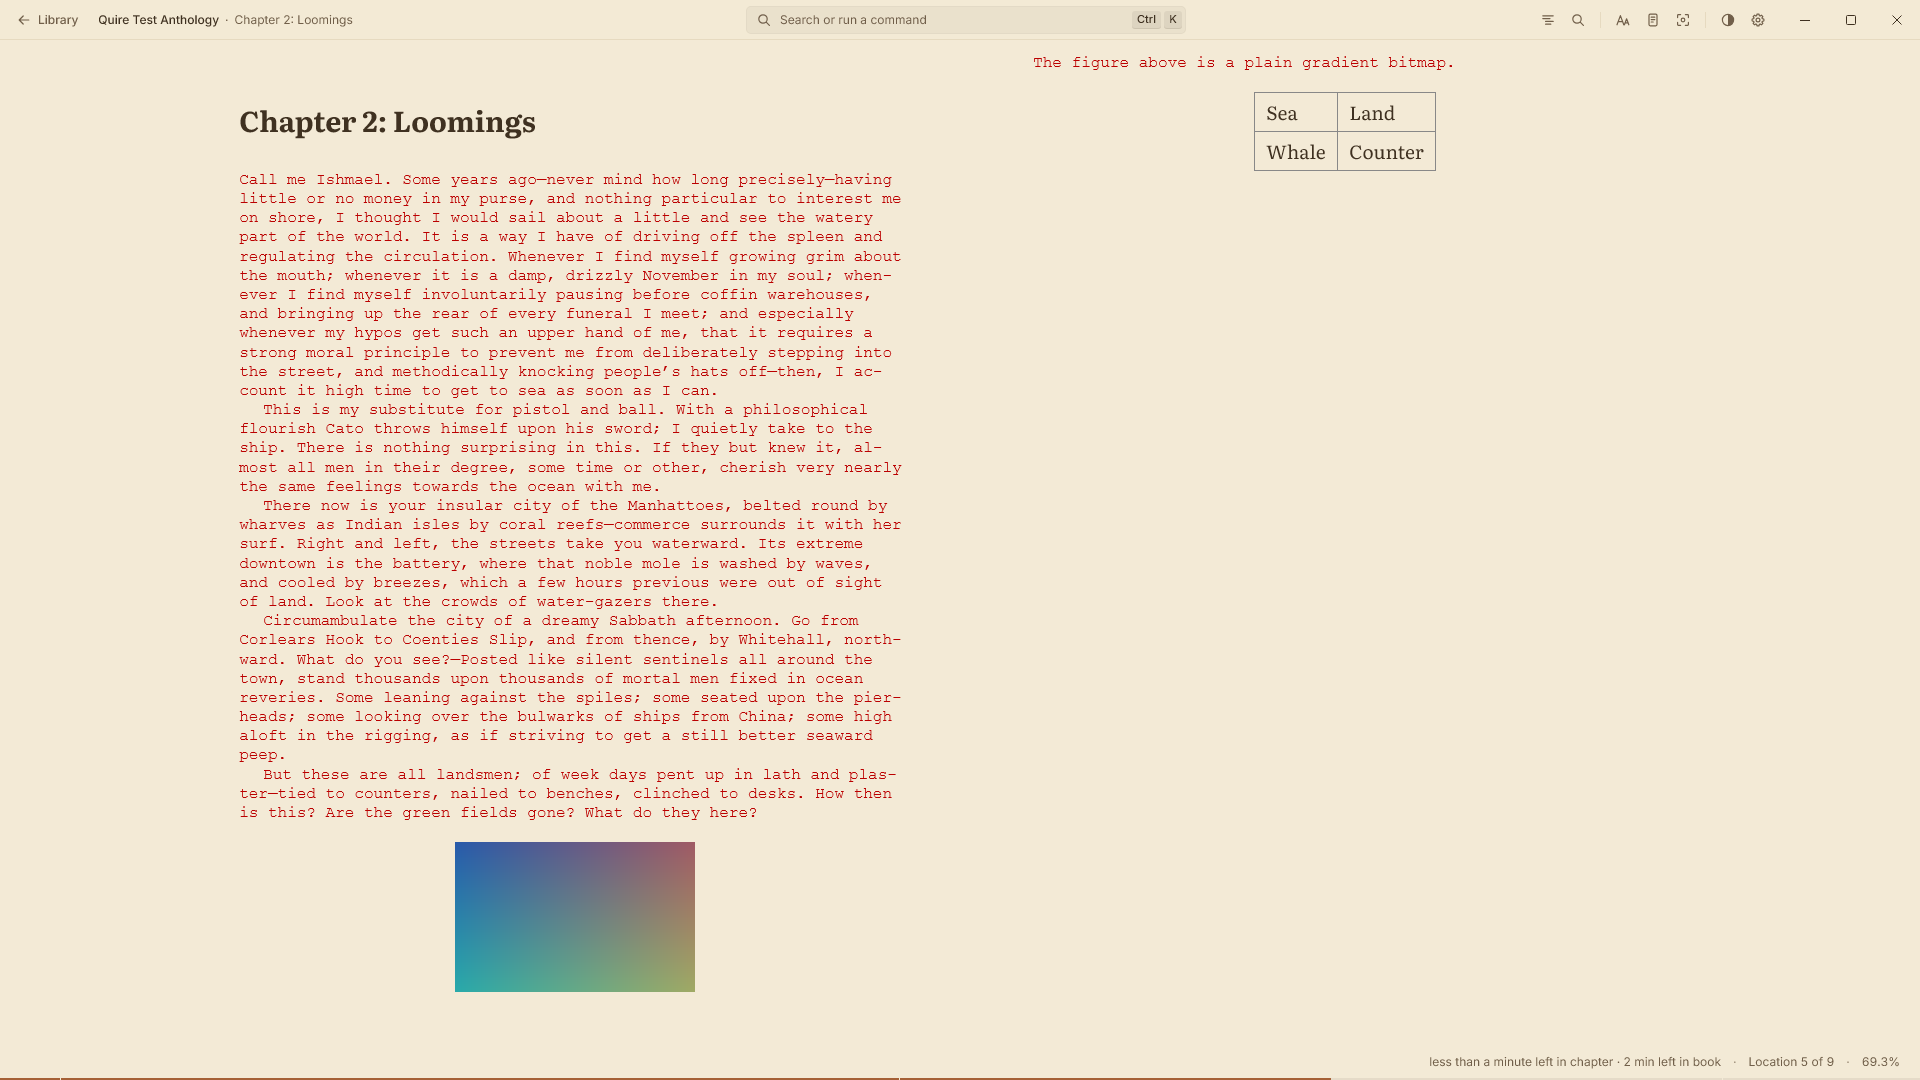 Library
Quire Test Anthology · Chapter 2: Loomings
Search or run a command
Ctrl K
Chapter 2: Loomings
Call me Ishmael. Some years ago—never mind how long precisely—having
little or no money in my purse, and nothing particular to interest me
on shore, I thought I would sail about a little and see the watery
part of the world. It is a way I have of driving off the spleen and
regulating the circulation. Whenever I find myself growing grim about
the mouth; whenever it is a damp, drizzly November in my soul; when-
ever I find myself involuntarily pausing before coffin warehouses,
and bringing up the rear of every funeral I meet; and especially
whenever my hypos get such an upper hand of me, that it requires a
strong moral principle to prevent me from deliberately stepping into
the street, and methodically knocking people’s hats off—then, I ac-
count it high time to get to sea as soon as I can.
This is my substitute for pistol and ball. With a philosophical
flourish Cato throws himself upon his sword; I quietly take to the
ship. There is nothing surprising in this. If they but knew it, al-
most all men in their degree, some time or other, cherish very nearly
the same feelings towards the ocean with me.
There now is your insular city of the Manhattoes, belted round by
wharves as Indian isles by coral reefs—commerce surrounds it with her
surf. Right and left, the streets take you waterward. Its extreme
downtown is the battery, where that noble mole is washed by waves,
and cooled by breezes, which a few hours previous were out of sight
of land. Look at the crowds of water-gazers there.
Circumambulate the city of a dreamy Sabbath afternoon. Go from
Corlears Hook to Coenties Slip, and from thence, by Whitehall, north-
ward. What do you see?—Posted like silent sentinels all around the
town, stand thousands upon thousands of mortal men fixed in ocean
reveries. Some leaning against the spiles; some seated upon the pier-
heads; some looking over the bulwarks of ships from China; some high
aloft in the rigging, as if striving to get a still better seaward
peep.
But these are all landsmen; of week days pent up in lath and plas-
ter—tied to counters, nailed to benches, clinched to desks. How then
is this? Are the green fields gone? What do they here?
The figure above is a plain gradient bitmap.
Sea Land
Whale Counter
less than a minute left in chapter · 2 min left in book · Location 5 of 9 · 69.3%